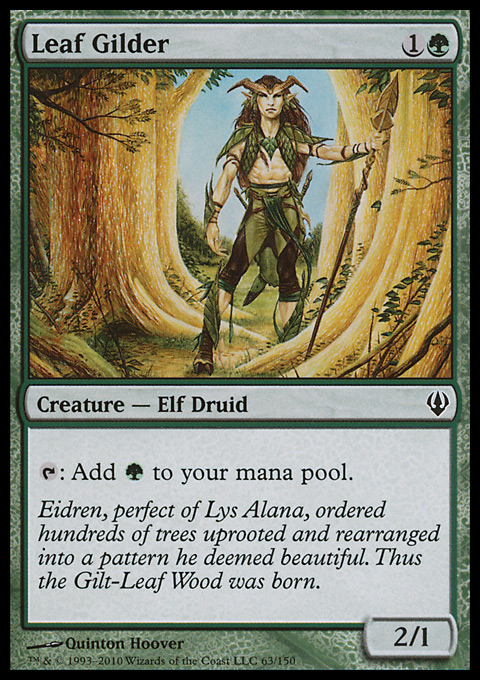 Leaf Gilder 1
Creature — Elf Druid
: Add to your mana pool.
Eidren, perfect of Lys Alana, ordered
hundreds of trees uprooted and rearranged
into a pattern he deemed beautiful. Thus
the Gilt-Leaf Wood was born.
Quinton Hoover
2/1
™ & © 1993–2010 Wizards of the Coast LLC 63/150